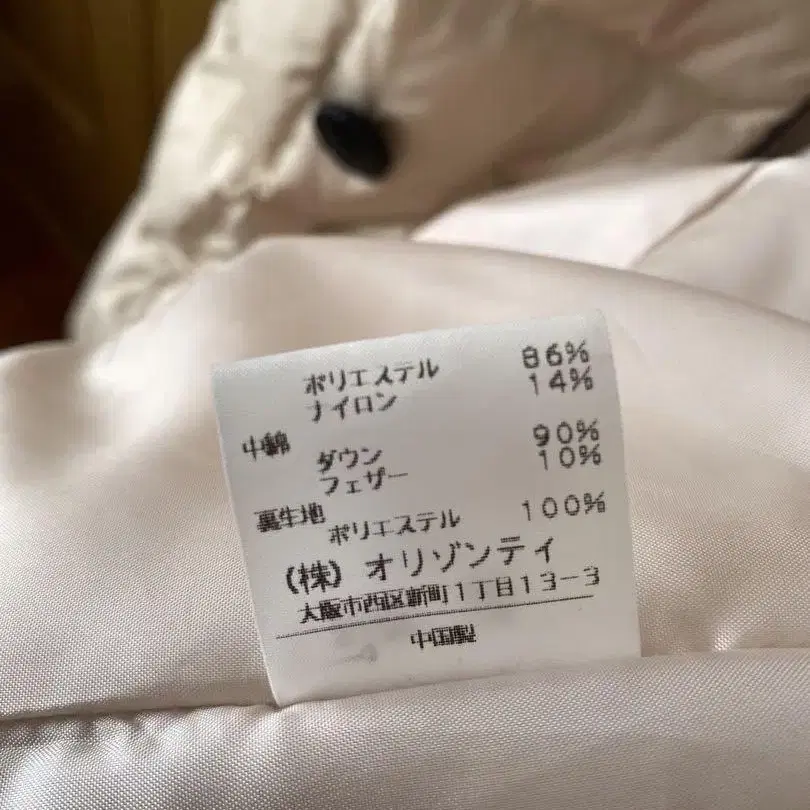 ポリエステル 86%
ナイロン 14%
中綿
ダウン 90%
フェザー 10%
裏生地
ポリエステル 100%
(株) オリゾンティ
大阪市西区新町1丁目13-3
中国製